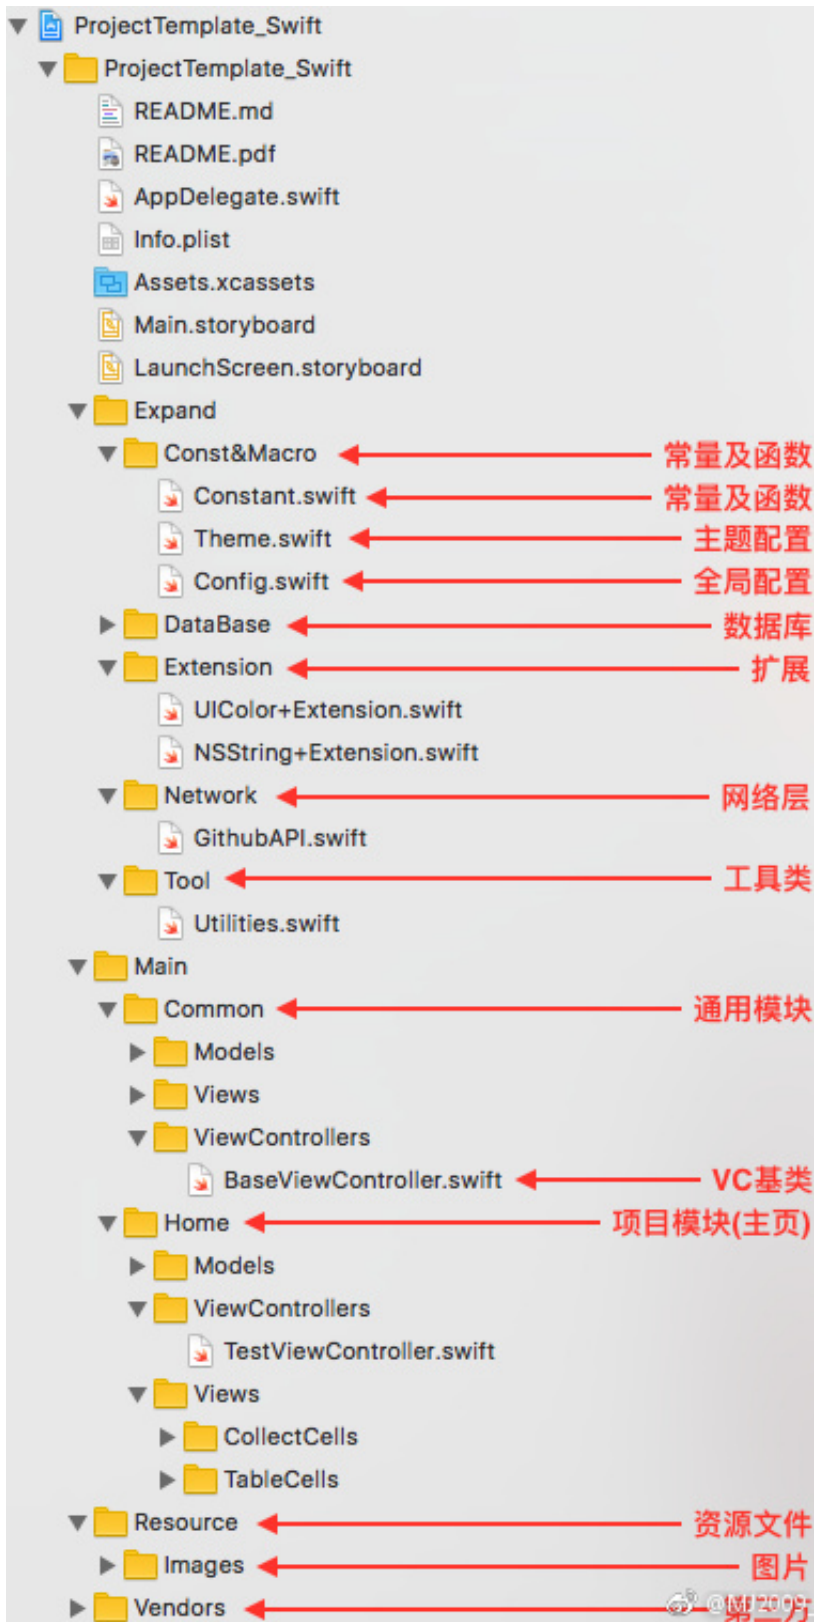 ProjectTemplate_Swift
ProjectTemplate_Swift
README.md
README.pdf
AppDelegate.swift
Info.plist
Assets.xcassets
Main.storyboard
LaunchScreen.storyboard
Expand
Const&Macro 常量及函数
Constant.swift 常量及函数
Theme.swift 主题配置
Config.swift 全局配置
DataBase 数据库
Extension 扩展
UIColor+Extension.swift
NSString+Extension.swift
Network 网络层
GithubAPI.swift
Tool 工具类
Utilities.swift
Main
Common 通用模块
Models
Views
ViewControllers
BaseViewController.swift VC基类
Home 项目模块(主页)
Models
ViewControllers
TestViewController.swift
Views
CollectCells
TableCells
Resource 资源文件
Images 图片
Vendors
@MJ2009